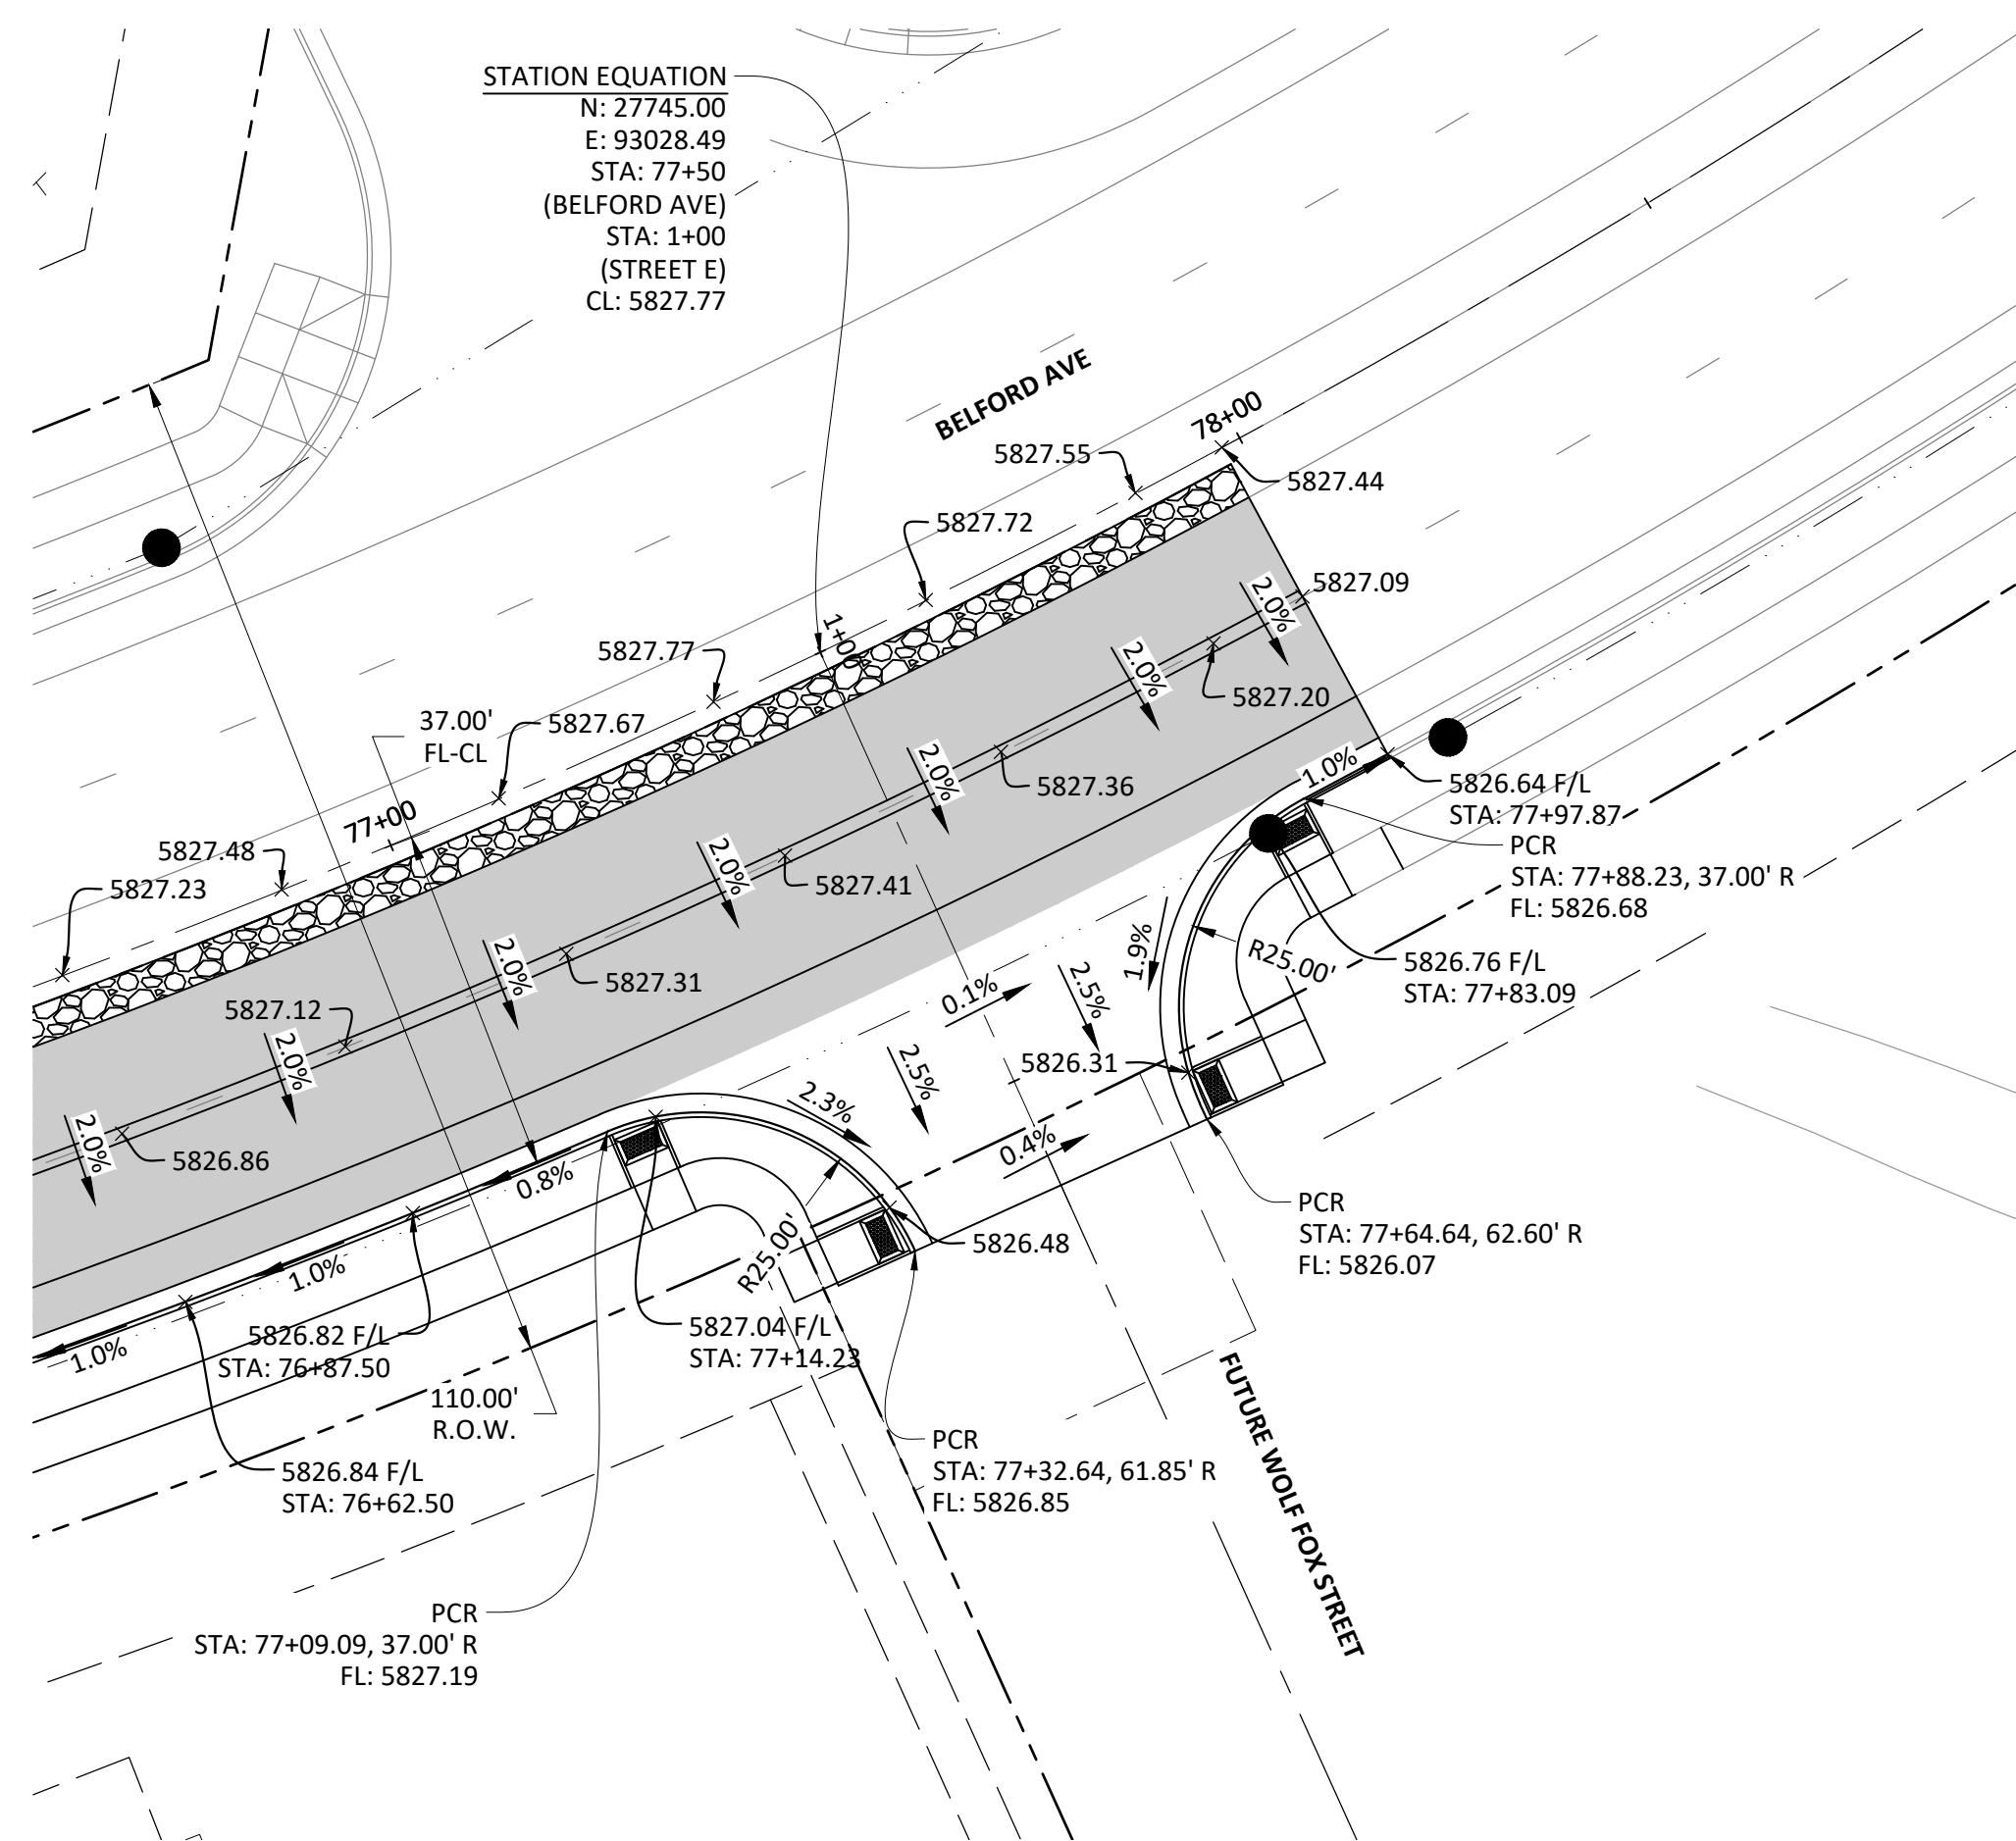 STATION EQUATION
N: 27745.00
E: 93028.49
STA: 77+50
(BELFORD AVE)
STA: 1+00
(STREET E)
CL: 5827.77
BELFORD AVE
78+00
5827.55
5827.44
5827.72
5827.09
2.0%
1+00
5827.77
2.0%
5827.20
37.00'
FL-CL
5827.67
2.0%
5827.36
1.0%
5826.64 F/L
STA: 77+97.87
77+00
5827.48
5827.23
2.0%
5827.41
PCR
STA: 77+88.23, 37.00' R
FL: 5826.68
1.9%
R25.00'
5826.76 F/L
STA: 77+83.09
2.0%
5827.31
0.1%
2.5%
5827.12
2.0%
2.5%
5826.31
2.3%
2.0%
5826.86
0.8%
0.4%
PCR
STA: 77+64.64, 62.60' R
FL: 5826.07
R25.00'
5826.48
1.0%
5827.04 F/L
STA: 77+14.23
5826.82 F/L
STA: 76+87.50
1.0%
110.00'
R.O.W.
FUTURE WOLF FOX STREET
PCR
STA: 77+32.64, 61.85' R
FL: 5826.85
5826.84 F/L
STA: 76+62.50
PCR
STA: 77+09.09, 37.00' R
FL: 5827.19